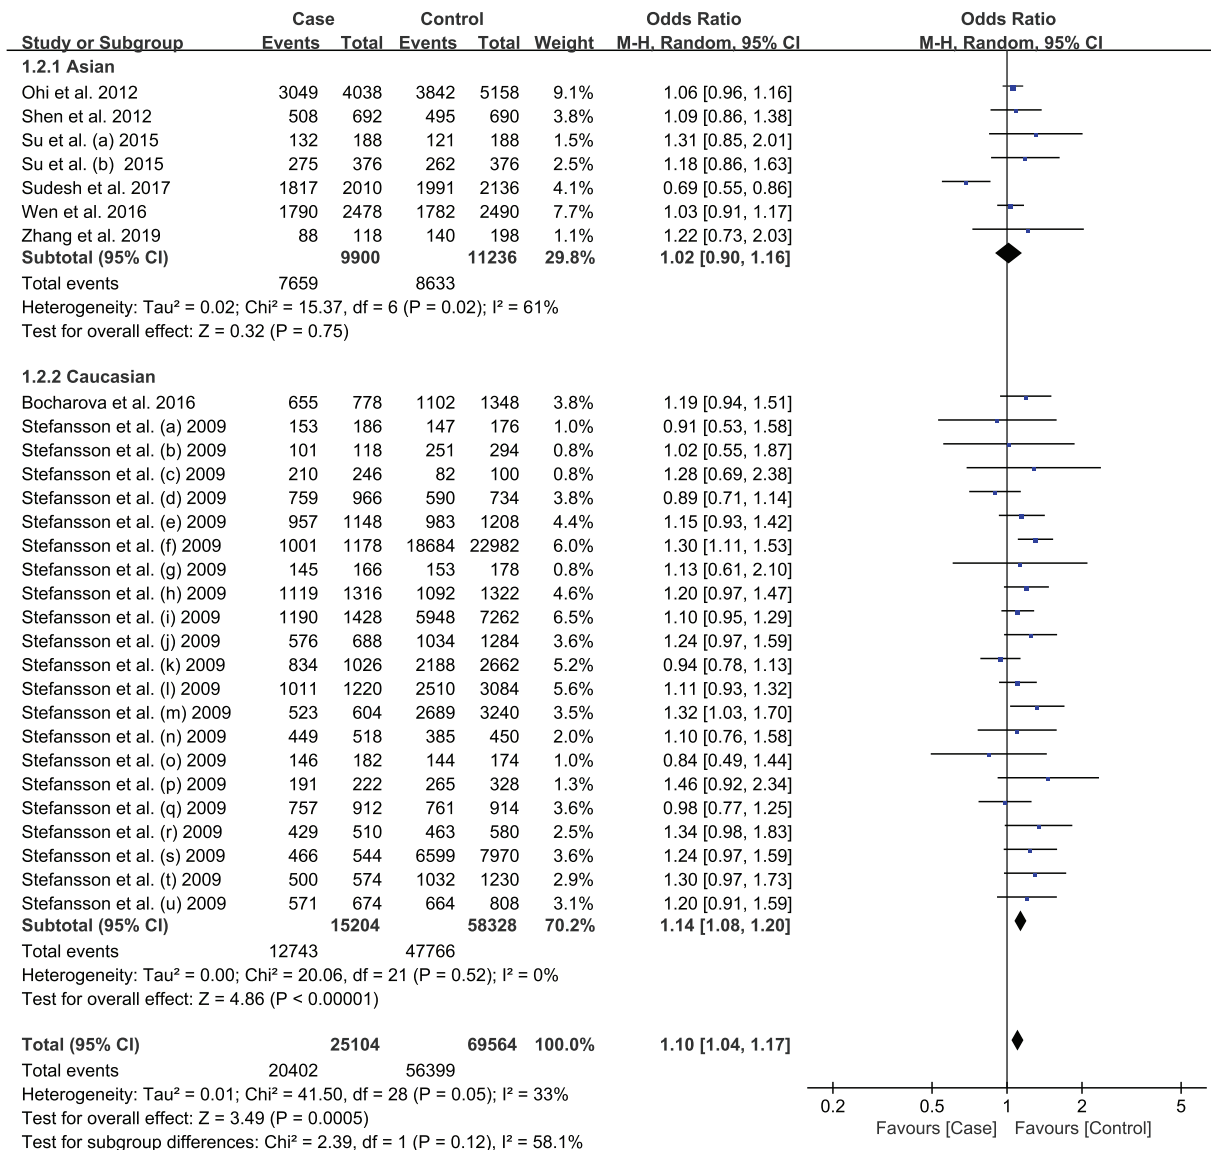 Case Control Odds Ratio Odds Ratio
Study or Subgroup Events Total Events Total Weight M-H, Random, 95% CI M-H, Random, 95% CI
1.2.1 Asian
Ohi et al. 2012 3049 4038 3842 5158 9.1% 1.06 [0.96, 1.16]
Shen et al. 2012 508 692 495 690 3.8% 1.09 [0.86, 1.38]
Su et al. (a) 2015 132 188 121 188 1.5% 1.31 [0.85, 2.01]
Su et al. (b) 2015 275 376 262 376 2.5% 1.18 [0.86, 1.63]
Sudesh et al. 2017 1817 2010 1991 2136 4.1% 0.69 [0.55, 0.86]
Wen et al. 2016 1790 2478 1782 2490 7.7% 1.03 [0.91, 1.17]
Zhang et al. 2019 88 118 140 198 1.1% 1.22 [0.73, 2.03]
Subtotal (95% CI) 9900 11236 29.8% 1.02 [0.90, 1.16]
Total events 7659 8633
Heterogeneity: Tau² = 0.02; Chi² = 15.37, df = 6 (P = 0.02); I² = 61%
Test for overall effect: Z = 0.32 (P = 0.75)
1.2.2 Caucasian
Bocharova et al. 2016 655 778 1102 1348 3.8% 1.19 [0.94, 1.51]
Stefansson et al. (a) 2009 153 186 147 176 1.0% 0.91 [0.53, 1.58]
Stefansson et al. (b) 2009 101 118 251 294 0.8% 1.02 [0.55, 1.87]
Stefansson et al. (c) 2009 210 246 82 100 0.8% 1.28 [0.69, 2.38]
Stefansson et al. (d) 2009 759 966 590 734 3.8% 0.89 [0.71, 1.14]
Stefansson et al. (e) 2009 957 1148 983 1208 4.4% 1.15 [0.93, 1.42]
Stefansson et al. (f) 2009 1001 1178 18684 22982 6.0% 1.30 [1.11, 1.53]
Stefansson et al. (g) 2009 145 166 153 178 0.8% 1.13 [0.61, 2.10]
Stefansson et al. (h) 2009 1119 1316 1092 1322 4.6% 1.20 [0.97, 1.47]
Stefansson et al. (i) 2009 1190 1428 5948 7262 6.5% 1.10 [0.95, 1.29]
Stefansson et al. (j) 2009 576 688 1034 1284 3.6% 1.24 [0.97, 1.59]
Stefansson et al. (k) 2009 834 1026 2188 2662 5.2% 0.94 [0.78, 1.13]
Stefansson et al. (l) 2009 1011 1220 2510 3084 5.6% 1.11 [0.93, 1.32]
Stefansson et al. (m) 2009 523 604 2689 3240 3.5% 1.32 [1.03, 1.70]
Stefansson et al. (n) 2009 449 518 385 450 2.0% 1.10 [0.76, 1.58]
Stefansson et al. (o) 2009 146 182 144 174 1.0% 0.84 [0.49, 1.44]
Stefansson et al. (p) 2009 191 222 265 328 1.3% 1.46 [0.92, 2.34]
Stefansson et al. (q) 2009 757 912 761 914 3.6% 0.98 [0.77, 1.25]
Stefansson et al. (r) 2009 429 510 463 580 2.5% 1.34 [0.98, 1.83]
Stefansson et al. (s) 2009 466 544 6599 7970 3.6% 1.24 [0.97, 1.59]
Stefansson et al. (t) 2009 500 574 1032 1230 2.9% 1.30 [0.97, 1.73]
Stefansson et al. (u) 2009 571 674 664 808 3.1% 1.20 [0.91, 1.59]
Subtotal (95% CI) 15204 58328 70.2% 1.14 [1.08, 1.20]
Total events 12743 47766
Heterogeneity: Tau² = 0.00; Chi² = 20.06, df = 21 (P = 0.52); I² = 0%
Test for overall effect: Z = 4.86 (P < 0.00001)
Total (95% CI) 25104 69564 100.0% 1.10 [1.04, 1.17]
Total events 20402 56399
Heterogeneity: Tau² = 0.01; Chi² = 41.50, df = 28 (P = 0.05); I² = 33%
Test for overall effect: Z = 3.49 (P = 0.0005)
Test for subgroup differences: Chi² = 2.39, df = 1 (P = 0.12), I² = 58.1%
0.2 0.5 1 2 5
Favours [Case] Favours [Control]